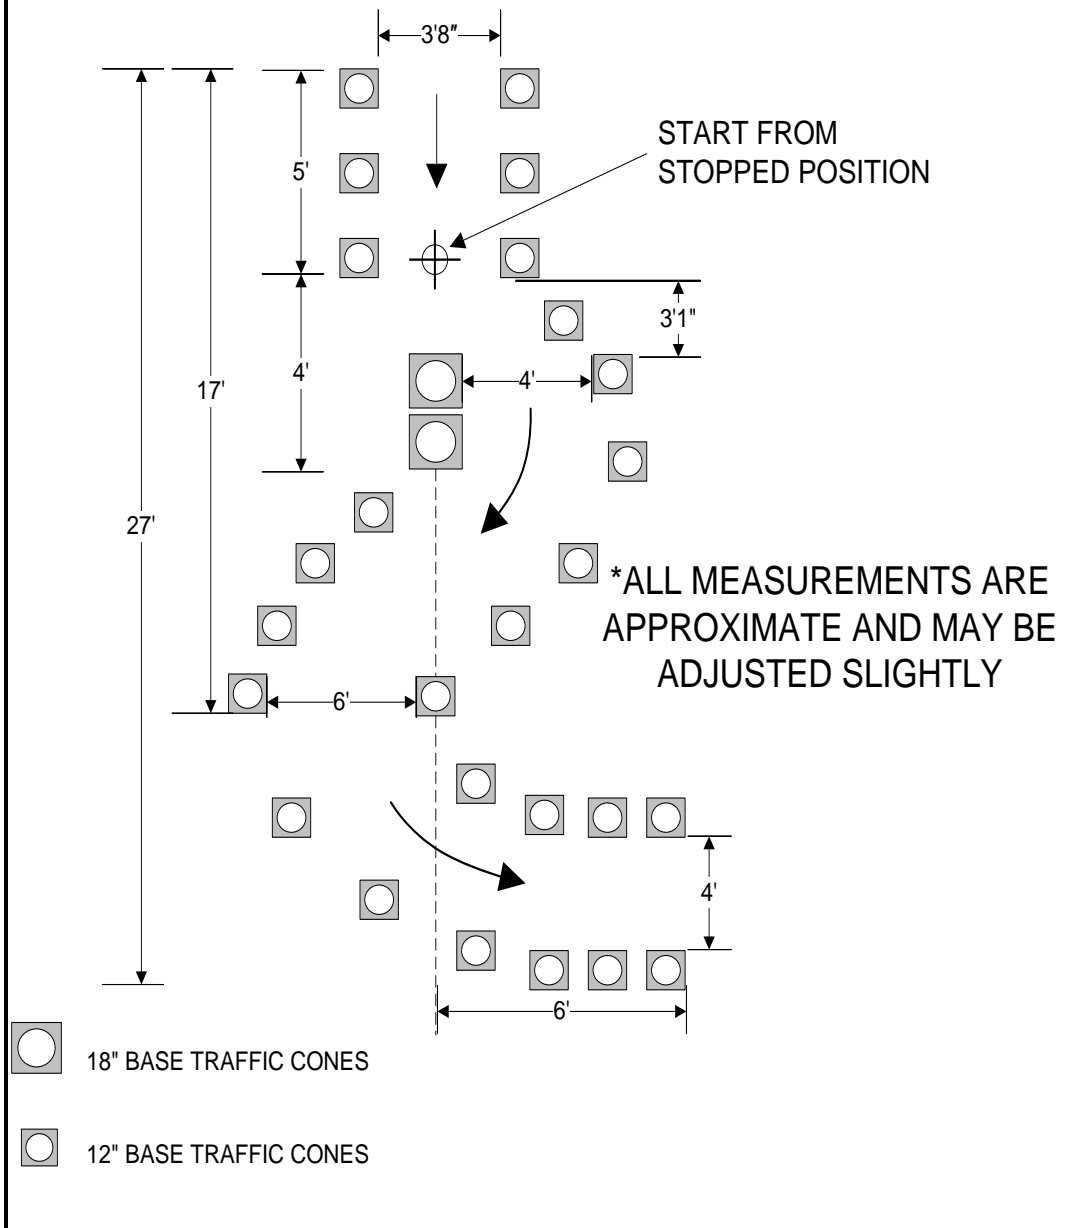 3'8"
START FROM
STOPPED POSITION
5'
3'1"
4'
4'
17'
27'
*ALL MEASUREMENTS ARE
APPROXIMATE AND MAY BE
ADJUSTED SLIGHTLY
6'
4'
6'
18" BASE TRAFFIC CONES
12" BASE TRAFFIC CONES